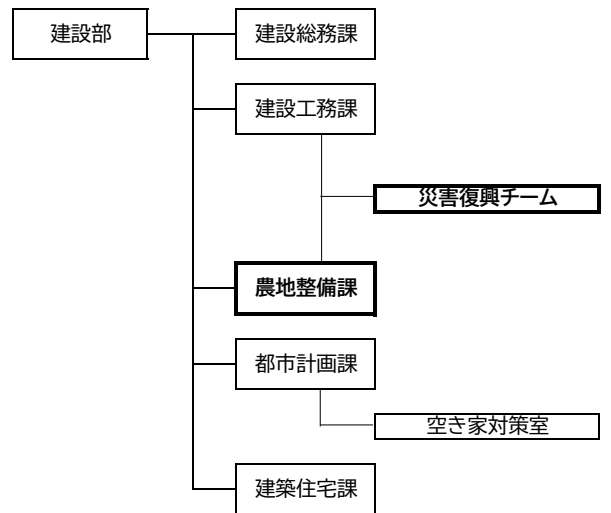 建設部
建設総務課
建設工務課
災害復興チーム
農地整備課
都市計画課
空き家対策室
建築住宅課